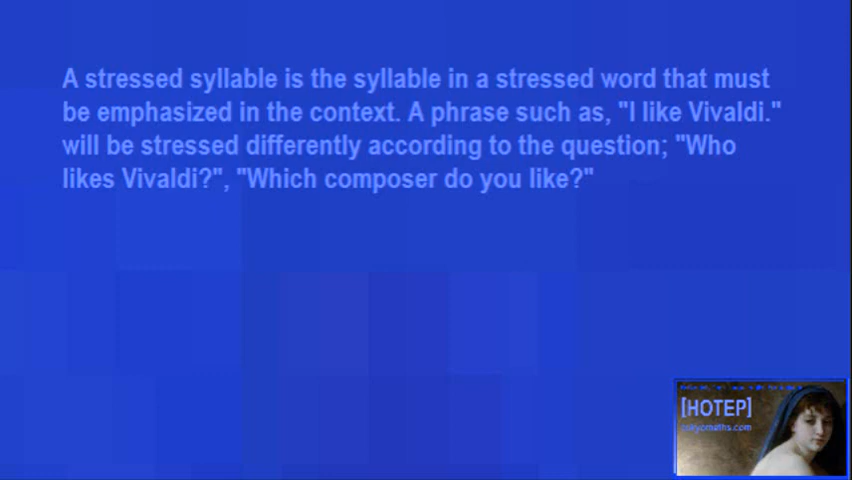 A stressed syllable is the syllable in a stressed word that must
be emphasized in the context. A phrase such as, "I like Vivaldi."
will be stressed differently according to the question; "Who
likes Vivaldi?", "Which composer do you like?"
[HOTEP]